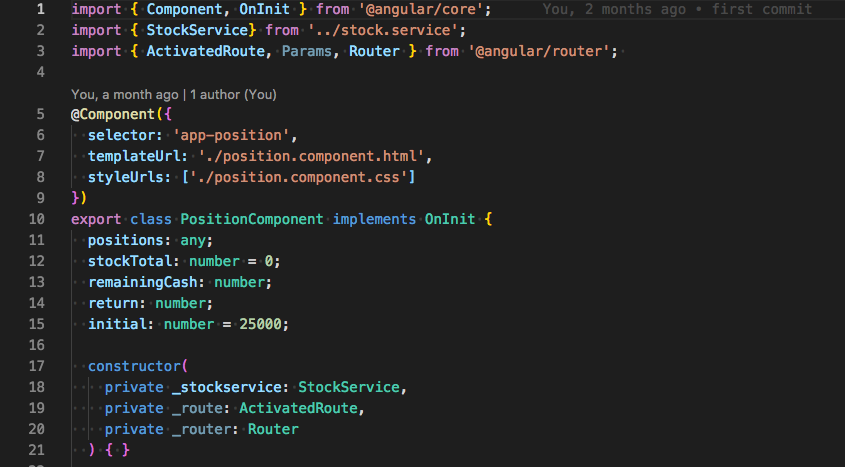 1 import { Component, OnInit } from '@angular/core'; You, 2 months ago • first commit
2 import { StockService} from '../stock.service';
3 import { ActivatedRoute, Params, Router } from '@angular/router';
4
You, a month ago | 1 author (You)
5 @Component({
6 selector: 'app-position',
7 templateUrl: './position.component.html',
8 styleUrls: ['./position.component.css']
9 })
10 export class PositionComponent implements OnInit {
11 positions: any;
12 stockTotal: number = 0;
13 remainingCash: number;
14 return: number;
15 initial: number = 25000;
16
17 constructor(
18 private _stockservice: StockService,
19 private _route: ActivatedRoute,
20 private _router: Router
21 ) { }